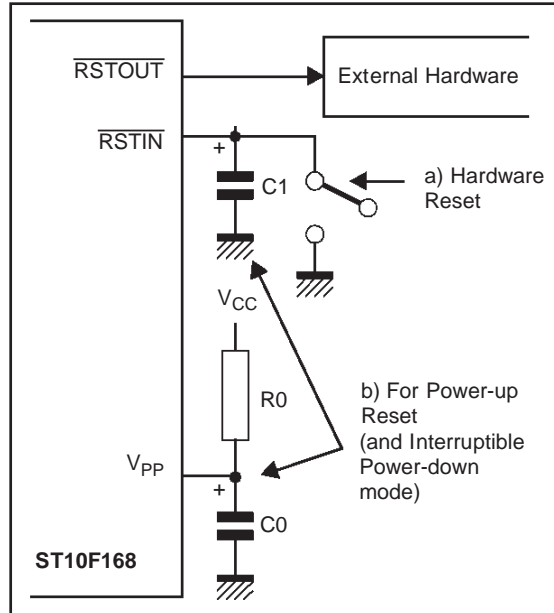 RSTOUT
External Hardware
RSTIN
+
C1
a) Hardware
Reset
VCC
R0
b) For Power-up
Reset
(and Interruptible
Power-down
mode)
VPP
+
C0
ST10F168